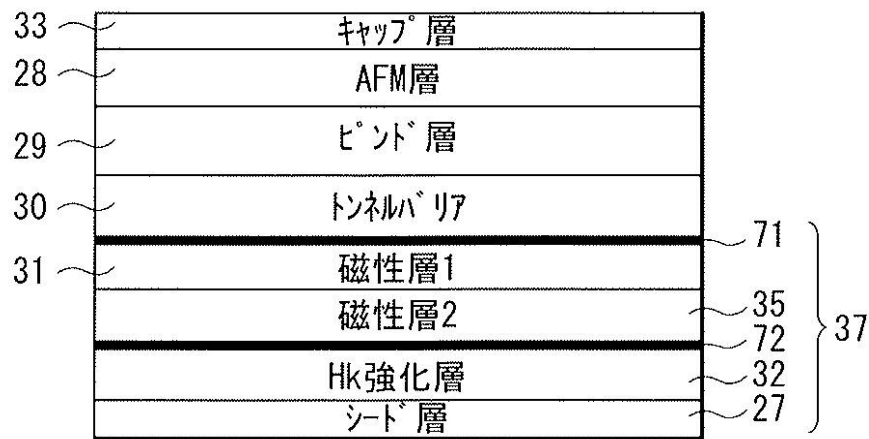 33 キャップ層
28 AFM層
29 ピンド層
30 トンネルバリア
71
31 磁性層1
磁性層2 35
72
37
Hk強化層 32
シード層 27